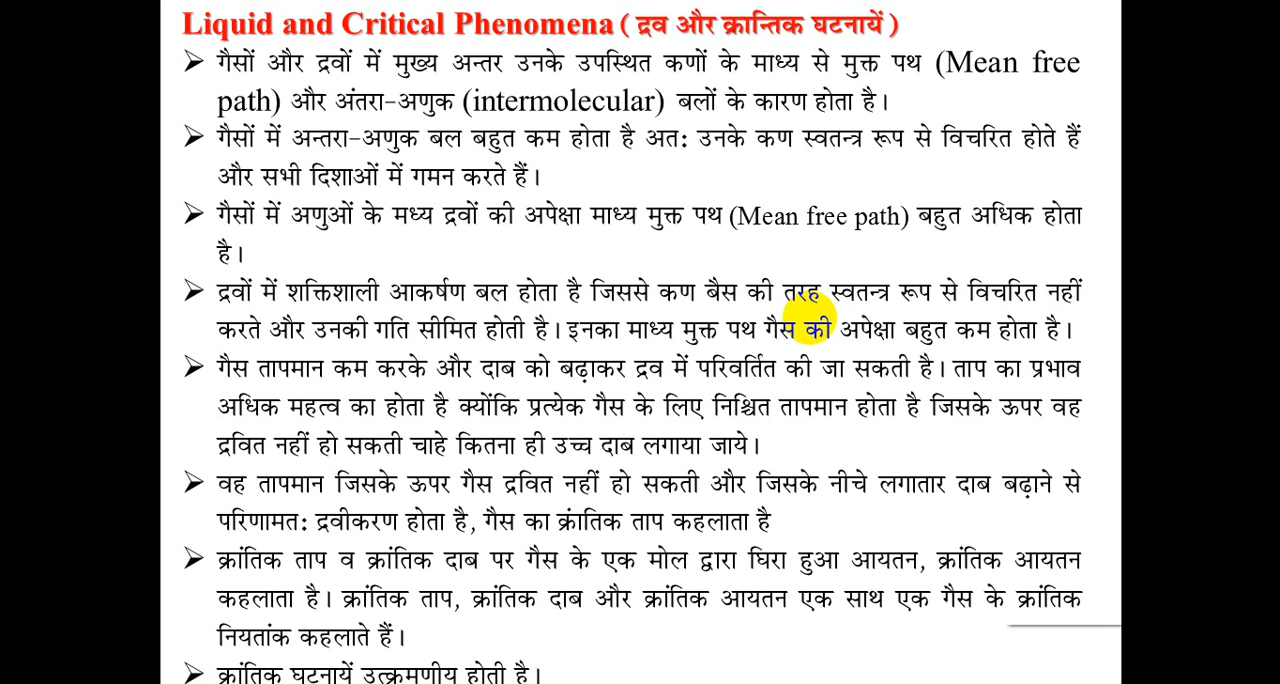 Liquid and Critical Phenomena ( द्रव और क्रान्तिक घटनायें )
➤ गैसों और द्रवों में मुख्य अन्तर उनके उपस्थित कणों के माध्य से मुक्त पथ (Mean free
path) और अंतरा-अणुक (intermolecular) बलों के कारण होता है।
➤ गैसों में अन्तरा-अणुक बल बहुत कम होता है अत: उनके कण स्वतन्त्र रूप से विचरित होते हैं
और सभी दिशाओं में गमन करते हैं।
➤ गैसों में अणुओं के मध्य द्रवों की अपेक्षा माध्य मुक्त पथ (Mean free path) बहुत अधिक होता
है।
➤ द्रवों में शक्तिशाली आकर्षण बल होता है जिससे कण बैस की तरह स्वतन्त्र रूप से विचरित नहीं
करते और उनकी गति सीमित होती है। इनका माध्य मुक्त पथ गैस की अपेक्षा बहुत कम होता है।
➤ गैस तापमान कम करके और दाब को बढ़ाकर द्रव में परिवर्तित की जा सकती है। ताप का प्रभाव
अधिक महत्व का होता है क्योंकि प्रत्येक गैस के लिए निश्चित तापमान होता है जिसके ऊपर वह
द्रवित नहीं हो सकती चाहे कितना ही उच्च दाब लगाया जाये।
➤ वह तापमान जिसके ऊपर गैस द्रवित नहीं हो सकती और जिसके नीचे लगातार दाब बढ़ाने से
परिणामत: द्रवीकरण होता है, गैस का क्रांतिक ताप कहलाता है
➤ क्रांतिक ताप व क्रांतिक दाब पर गैस के एक मोल द्वारा घिरा हुआ आयतन, क्रांतिक आयतन
कहलाता है। क्रांतिक ताप, क्रांतिक दाब और क्रांतिक आयतन एक साथ एक गैस के क्रांतिक
नियतांक कहलाते हैं।
➤ क्रांतिक घटनायें उत्क्रमणीय होती है।